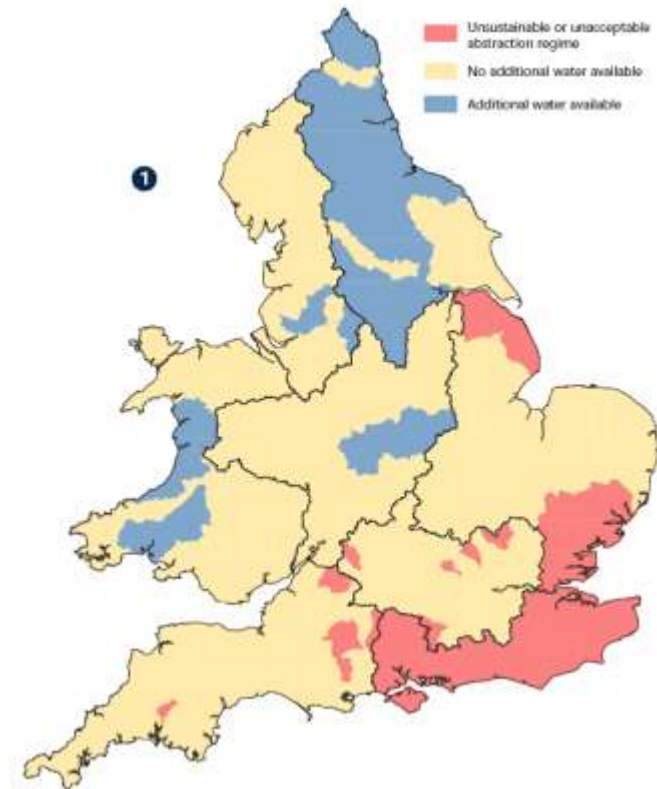 Unsustainable or unacceptable
abstraction regime
No additional water available
Additional water available
1